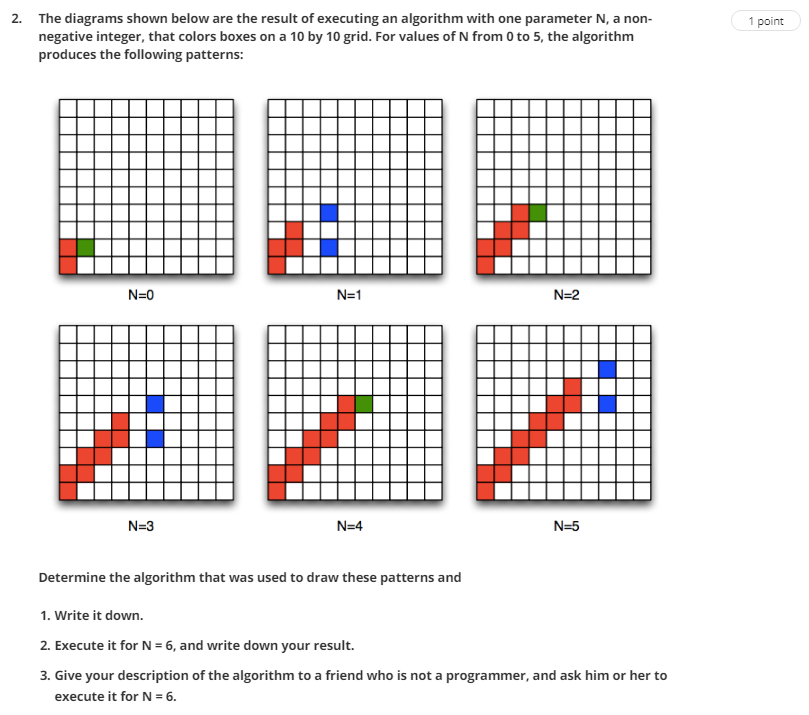 2. The diagrams shown below are the result of executing an algorithm with one parameter N, a non-
1 point
negative integer, that colors boxes on a 10 by 10 grid. For values of N from 0 to 5, the algorithm
produces the following patterns:
N=0
N=1
N=2
N=3
N=4
N=5
Determine the algorithm that was used to draw these patterns and
1. Write it down.
2. Execute it for N = 6, and write down your result.
3. Give your description of the algorithm to a friend who is not a programmer, and ask him or her to
execute it for N = 6.